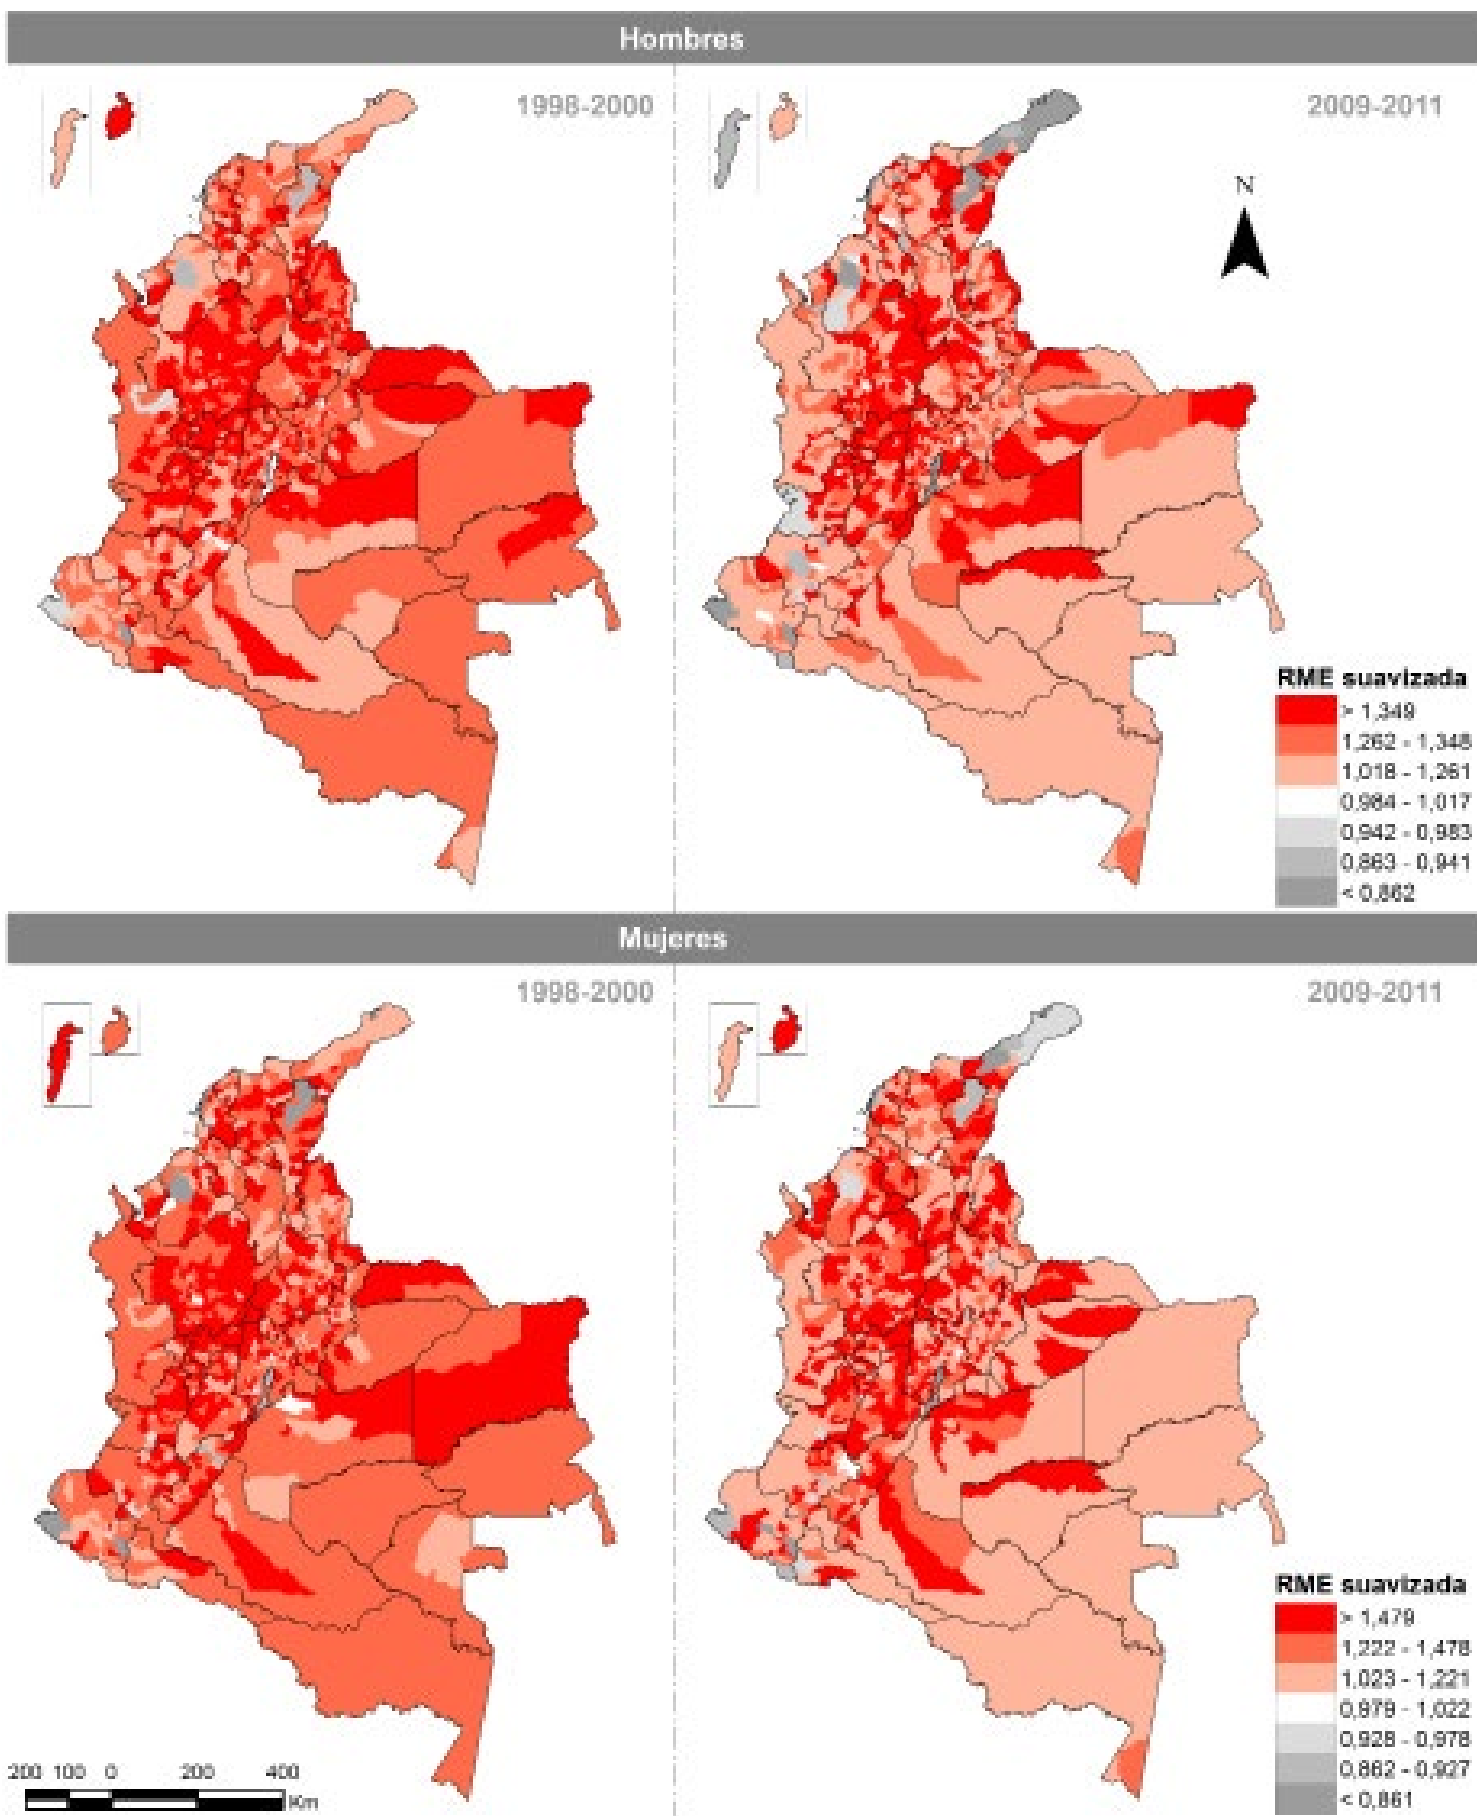 Hombres
1998-2000
2009-2011
N
RME suavizada
> 1,349
1,262 - 1,348
1,018 - 1,261
0,984 - 1,017
0,942 - 0,983
0,863 - 0,941
< 0,862
Mujeres
1998-2000
2009-2011
RME suavizada
> 1,479
1,222 - 1,478
1,023 - 1,221
0,979 - 1,022
0,928 - 0,978
0,862 - 0,927
< 0,861
200 100 0 200 400
Km